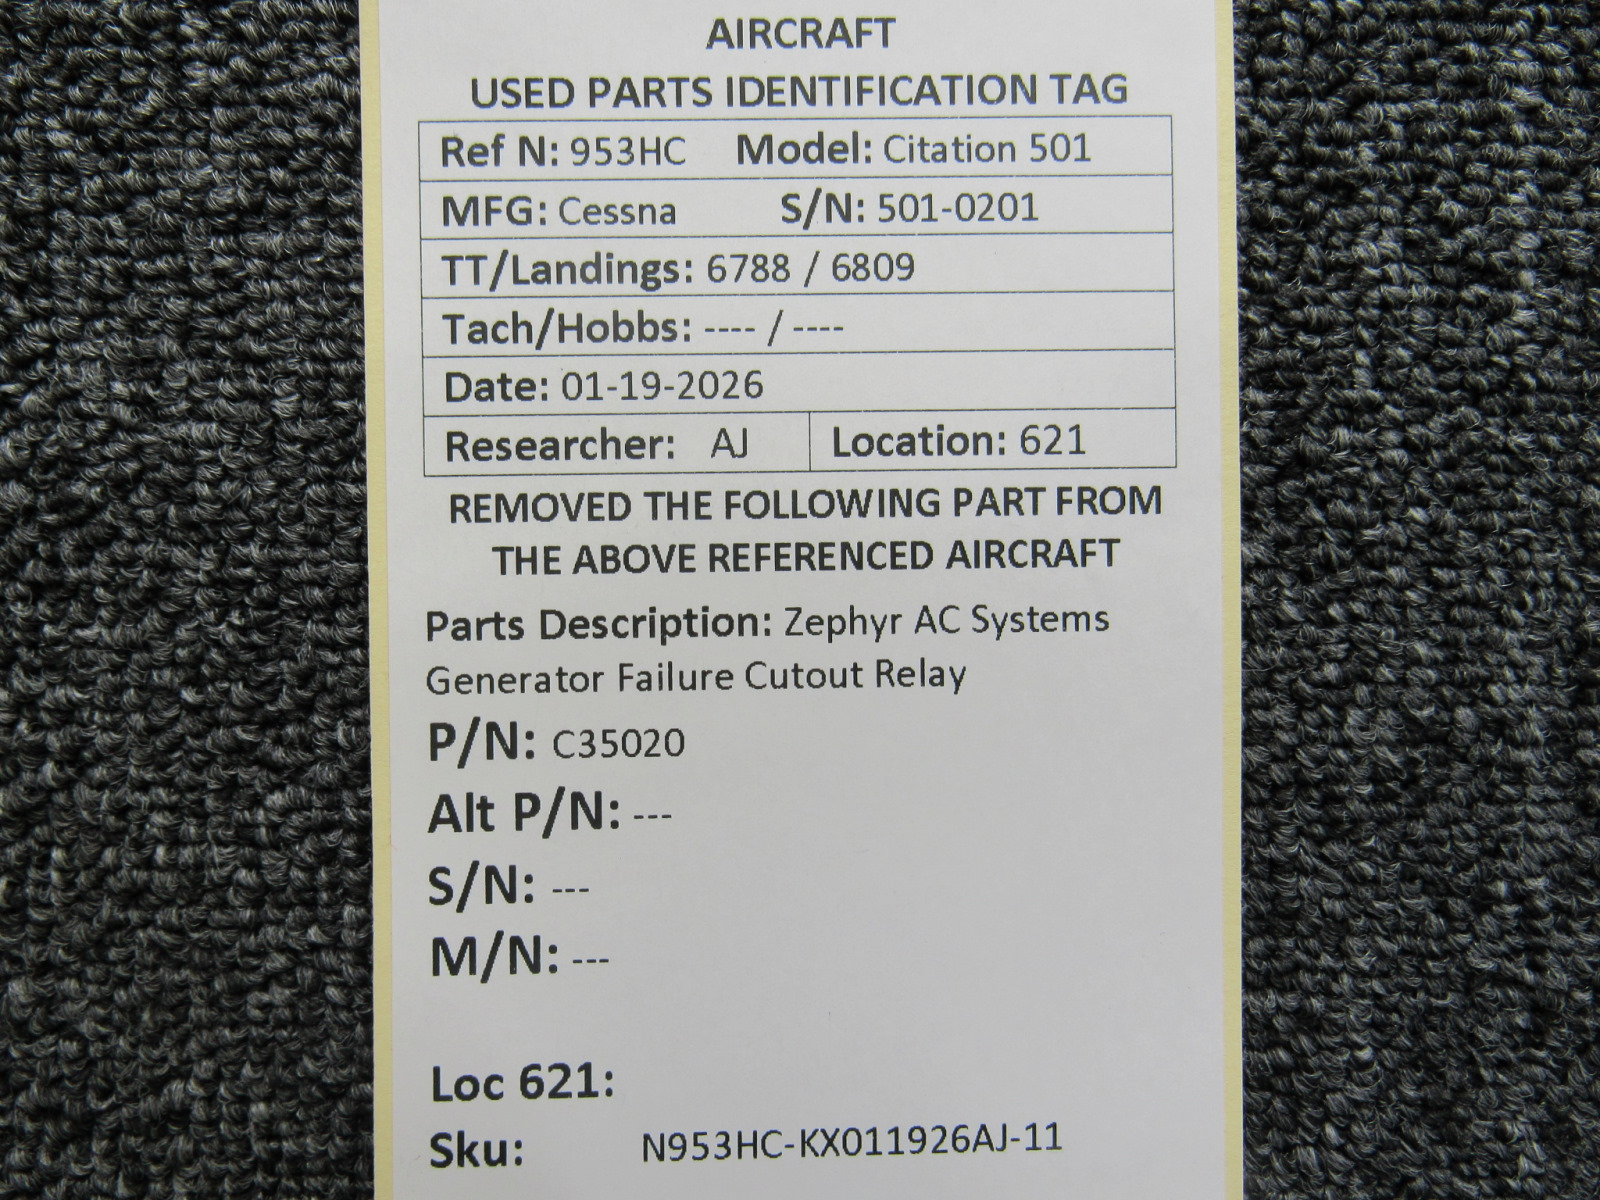 AIRCRAFT
USED PARTS IDENTIFICATION TAG
Ref N: 953HC Model: Citation 501
MFG: Cessna S/N: 501-0201
TT/Landings: 6788 / 6809
Tach/Hobbs: ---- / ----
Date: 01-19-2026
Researcher: AJ Location: 621
REMOVED THE FOLLOWING PART FROM
THE ABOVE REFERENCED AIRCRAFT
Parts Description: Zephyr AC Systems
Generator Failure Cutout Relay
P/N: C35020
Alt P/N: ---
S/N: ---
M/N: ---
Loc 621:
Sku: N953HC-KX011926AJ-11